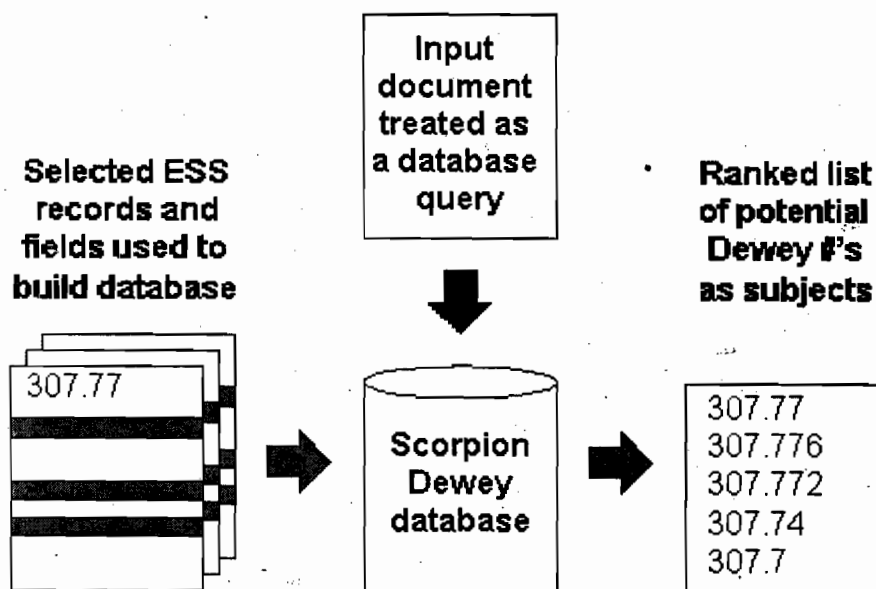 Input
document
treated as
a database
query
Selected ESS
records and
fields used to
build database
Ranked list
of potential
Dewey #'s
as subjects
307.77
Scorpion
Dewey
database
307.77
307.776
307.772
307.74
307.7